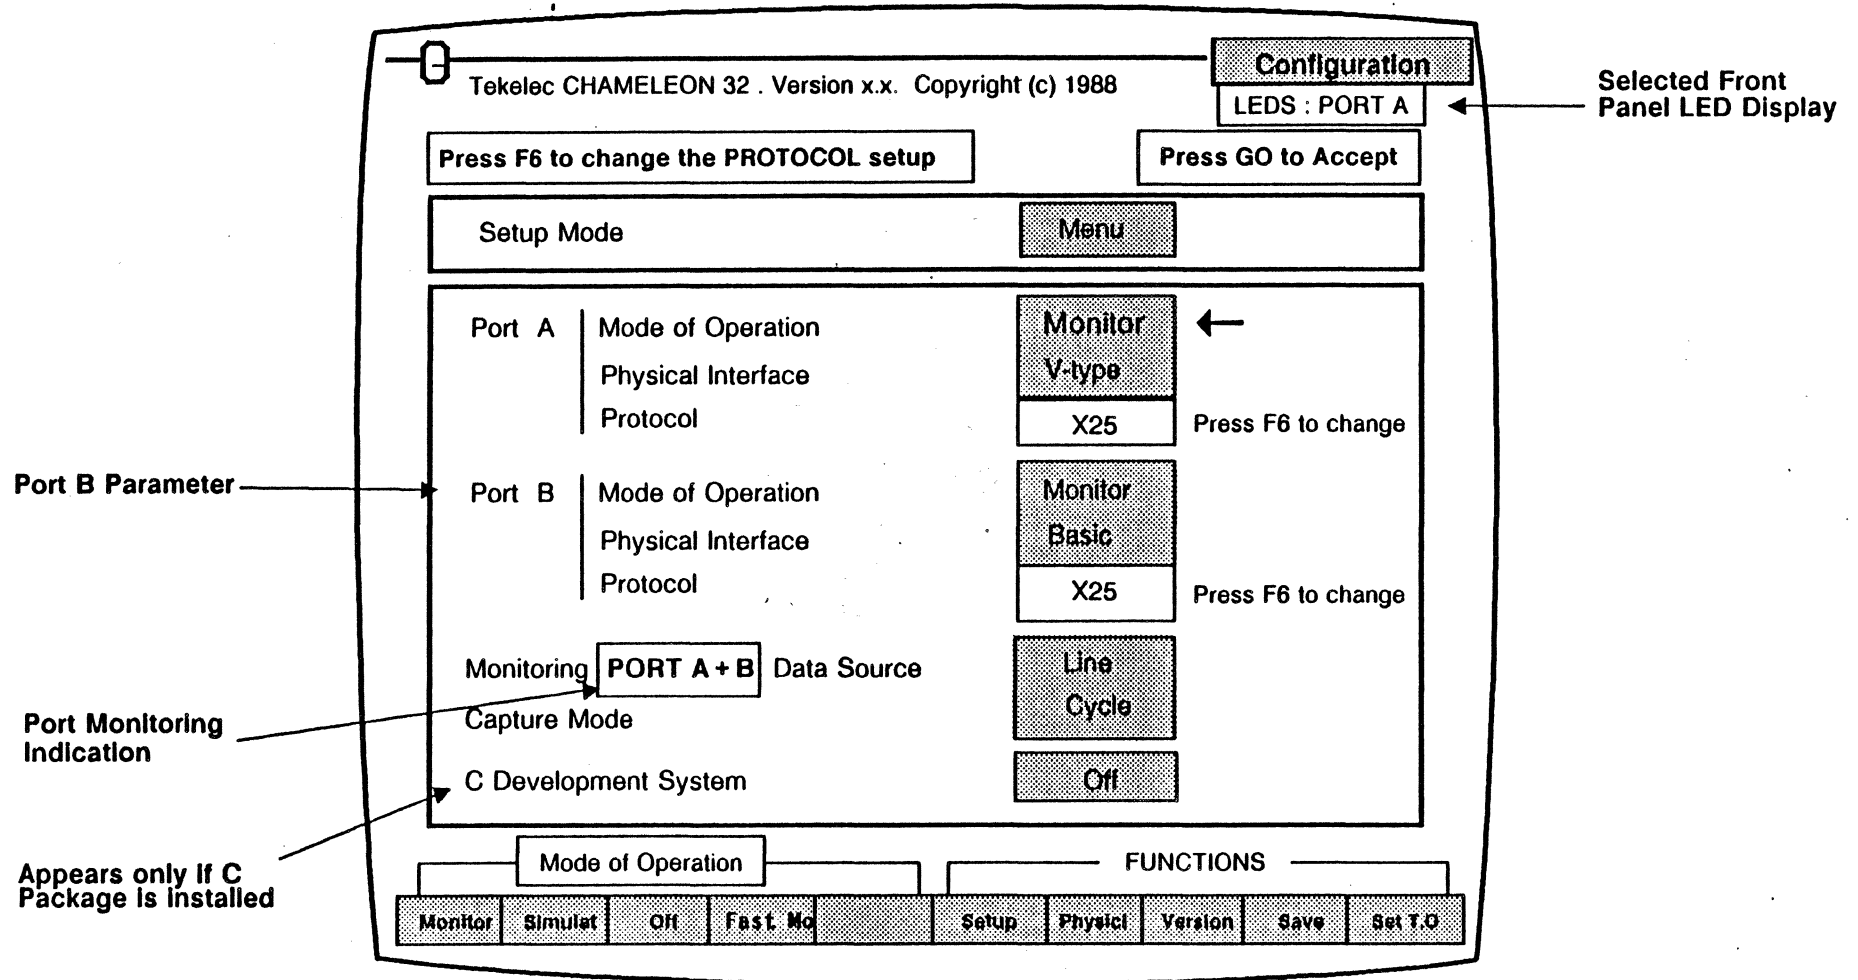 Configuration
Tekelec CHAMELEON 32 . Version x.x. Copyright (c) 1988
LEDS : PORT A
Selected Front
Panel LED Display
Press F6 to change the PROTOCOL setup
Press GO to Accept
Setup Mode
Menu
Port A
Mode of Operation
Monitor
Physical Interface
V-type
Protocol
X25
Press F6 to change
Port B Parameter
Port B
Mode of Operation
Monitor
Physical Interface
Basic
Protocol
X25
Press F6 to change
Monitoring PORT A + B Data Source
Line
Capture Mode
Cycle
Port Monitoring
Indication
C Development System
Off
Appears only if C
Package is installed
Mode of Operation
FUNCTIONS
Monitor
Simulat
Off
Fast Mo
Setup
Physicl
Version
Save
Set T.O